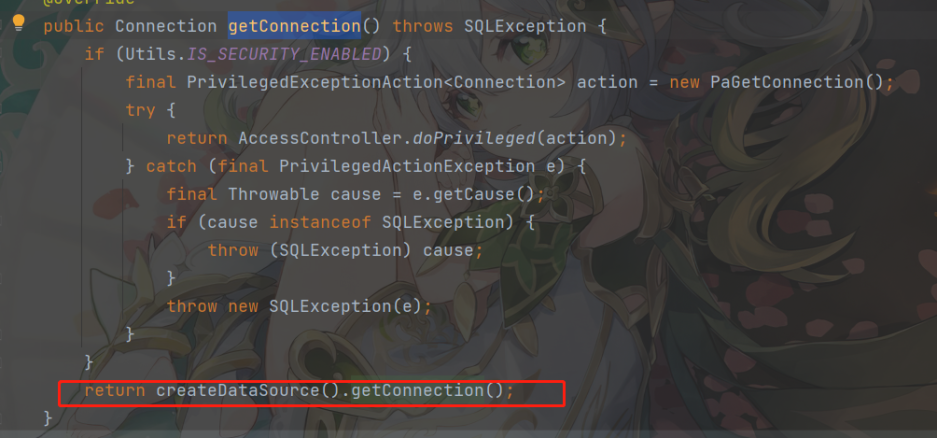 @Override
public Connection getConnection() throws SQLException {
if (Utils.IS_SECURITY_ENABLED) {
final PrivilegedExceptionAction<Connection> action = new PaGetConnection();
try {
return AccessController.doPrivileged(action);
} catch (final PrivilegedActionException e) {
final Throwable cause = e.getCause();
if (cause instanceof SQLException) {
throw (SQLException) cause;
}
throw new SQLException(e);
}
}
return createDataSource().getConnection();
}